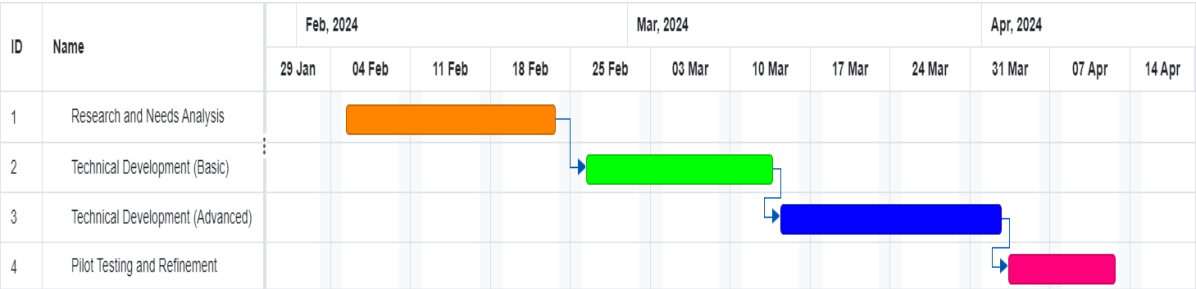 ID Name Feb, 2024 Mar, 2024 Apr, 2024
29 Jan 04 Feb 11 Feb 18 Feb 25 Feb 03 Mar 10 Mar 17 Mar 24 Mar 31 Mar 07 Apr 14 Apr
1 Research and Needs Analysis
2 Technical Development (Basic)
3 Technical Development (Advanced)
4 Pilot Testing and Refinement